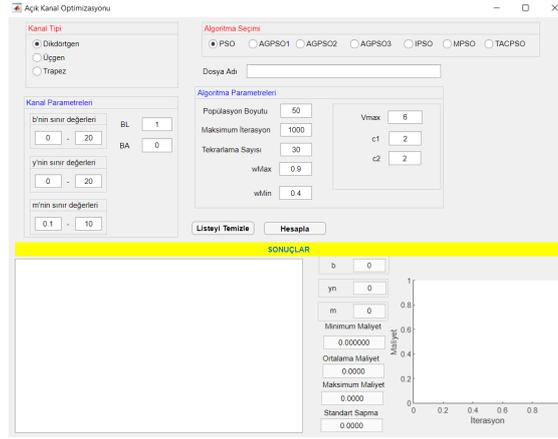 Açık Kanal Optimizasyonu
Kanal Tipi
Dikdörtgen
Üçgen
Trapez
Algoritma Seçimi
PSO AGPSO1 AGPSO2 AGPSO3 IPSO MPSO TACPSO
Dosya Adı
Kanal Parametreleri
b'nin sınır değerleri
0 - 20
BL 1
BA 0
y'nin sınır değerleri
0 - 20
m'nin sınır değerleri
0.1 - 10
Algoritma Parametreleri
Popülasyon Boyutu 50
Maksimum İterasyon 1000
Tekrarlama Sayısı 30
wMax 0.9
wMin 0.4
Vmax 6
c1 2
c2 2
Listeyi Temizle Hesapla
SONUÇLAR
b 0
yn 0
m 0
Minimum Maliyet
0.000000
Ortalama Maliyet
0.0000
Maksimum Maliyet
0.0000
Standart Sapma
0.0000
Maliyet
1
0.8
0.6
0.4
0.2
0
0 0.2 0.4 0.6 0.8
İterasyon